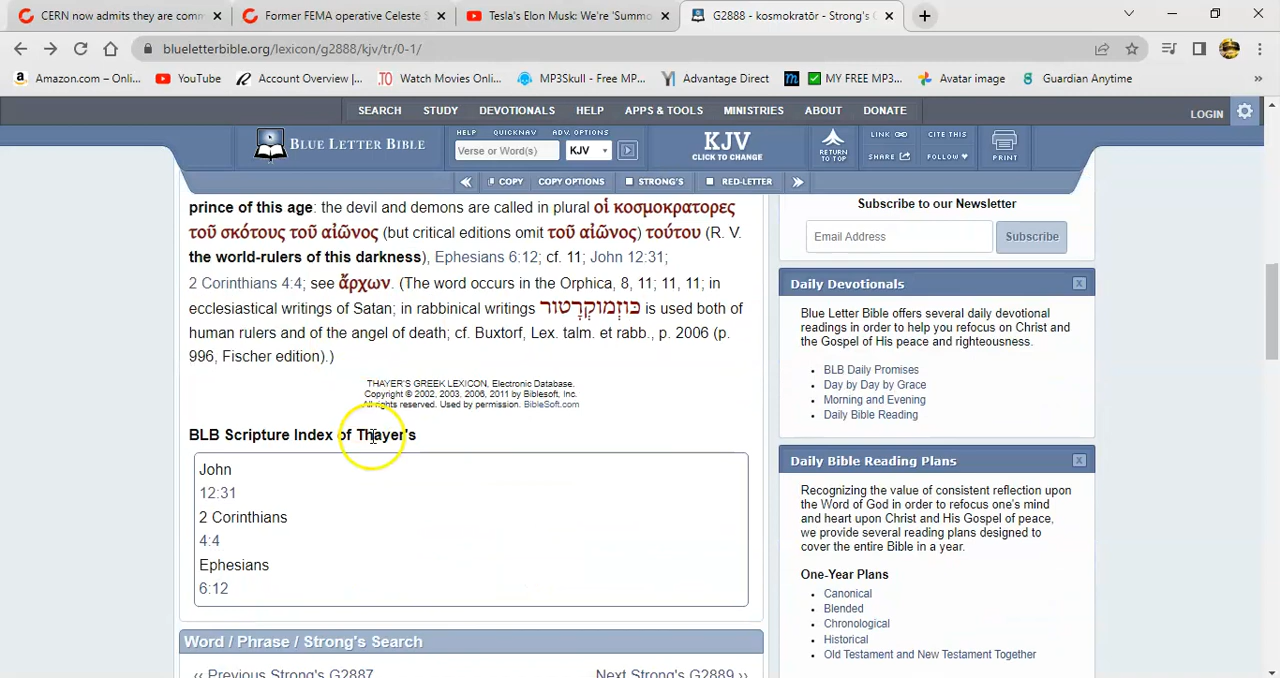 CERN now admits they are comm
Former FEMA operative Celeste S
Tesla's Elon Musk: We're 'Summo
G2888 - kosmokratōr - Strong's G
blueletterbible.org/lexicon/g2888/kjv/tr/0-1/
Amazon.com – Onli...
YouTube
Account Overview |...
Watch Movies Onli...
MP3Skull - Free MP...
Advantage Direct
MY FREE MP3...
Avatar image
Guardian Anytime
SEARCH STUDY DEVOTIONALS HELP APPS & TOOLS MINISTRIES ABOUT DONATE
LOGIN
BLUE LETTER BIBLE
HELP QUICKNAV ADV. OPTIONS
Verse or Word(s)
KJV
KJV
CLICK TO CHANGE
RETURN
TO TOP
LINK
CITE THIS
SHARE
FOLLOW
PRINT
COPY COPY OPTIONS STRONG'S RED-LETTER
prince of this age: the devil and demons are called in plural οἱ κοσμοκρατορες
τοῦ σκότους τοῦ αἰῶνος (but critical editions omit τοῦ αἰῶνος) τούτου (R. V.
the world-rulers of this darkness), Ephesians 6:12; cf. 11; John 12:31;
2 Corinthians 4:4; see ἄρχων. (The word occurs in the Orphica, 8, 11; 11, 11; in
ecclesiastical writings of Satan; in rabbinical writings כּוּזְמוּקְרָטוּר is used both of
human rulers and of the angel of death; cf. Buxtorf, Lex. talm. et rabb., p. 2006 (p.
996, Fischer edition).)
THAYER'S GREEK LEXICON, Electronic Database.
Copyright © 2002, 2003, 2006, 2011 by Biblesoft, Inc.
All rights reserved. Used by permission. BibleSoft.com
BLB Scripture Index of Thayer's
John
12:31
2 Corinthians
4:4
Ephesians
6:12
Word / Phrase / Strong's Search
‹‹ Previous Strong's G2887
Next Strong's G2889 ››
Subscribe to our Newsletter
Email Address
Subscribe
Daily Devotionals
Blue Letter Bible offers several daily devotional
readings in order to help you refocus on Christ and
the Gospel of His peace and righteousness.
BLB Daily Promises
Day by Day by Grace
Morning and Evening
Daily Bible Reading
Daily Bible Reading Plans
Recognizing the value of consistent reflection upon
the Word of God in order to refocus one's mind
and heart upon Christ and His Gospel of peace,
we provide several reading plans designed to
cover the entire Bible in a year.
One-Year Plans
Canonical
Blended
Chronological
Historical
Old Testament and New Testament Together